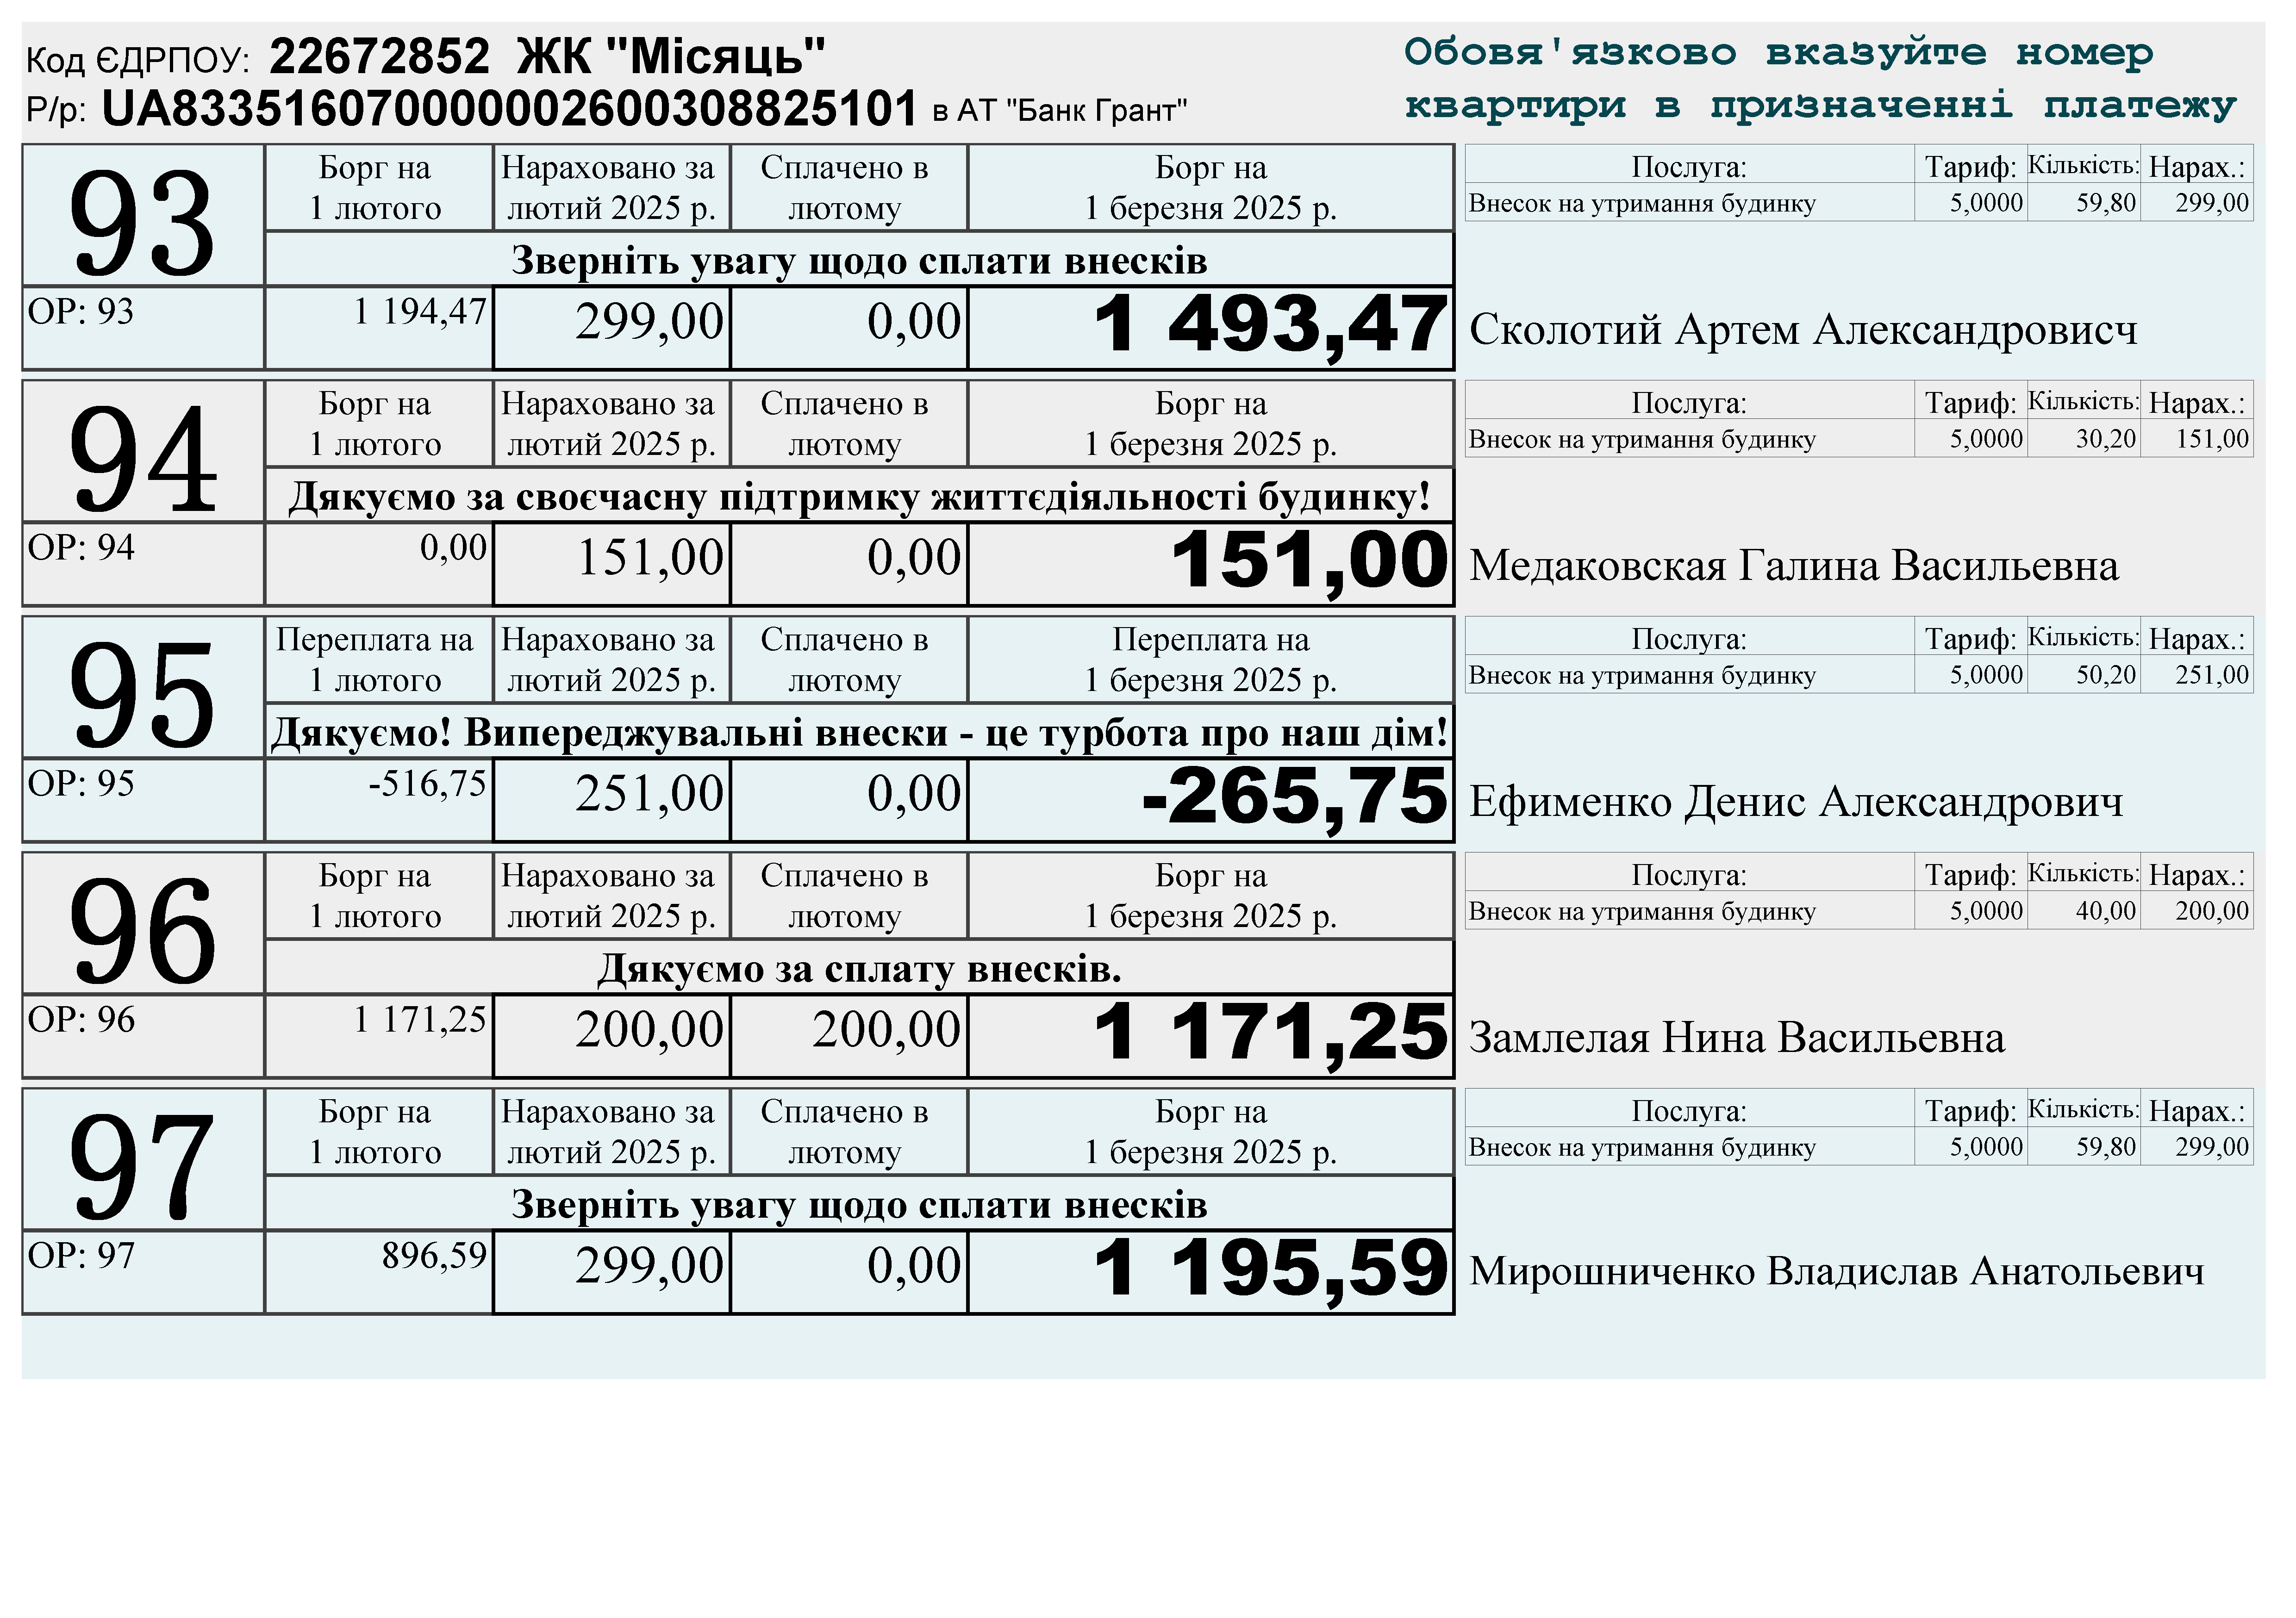 Код ЄДРПОУ: 22672852 ЖК "Місяць"
Р/р: UA833516070000002600308825101 в АТ "Банк Грант"
Обовя'язково вказуйте номер
квартири в призначенні платежу
93
Борг на
1 лютого
Нараховано за
лютий 2025 р.
Сплачено в
лютому
Борг на
1 березня 2025 р.
Зверніть увагу щодо сплати внесків
ОР: 93 1 194,47 299,00 0,00 1 493,47
Послуга: Тариф: Кількість: Нарах.:
Внесок на утримання будинку 5,0000 59,80 299,00
Сколотий Артем Александровисч
94
Борг на
1 лютого
Нараховано за
лютий 2025 р.
Сплачено в
лютому
Борг на
1 березня 2025 р.
Дякуємо за своєчасну підтримку життєдіяльності будинку!
ОР: 94 0,00 151,00 0,00 151,00
Послуга: Тариф: Кількість: Нарах.:
Внесок на утримання будинку 5,0000 30,20 151,00
Медаковская Галина Васильевна
95
Переплата на
1 лютого
Нараховано за
лютий 2025 р.
Сплачено в
лютому
Переплата на
1 березня 2025 р.
Дякуємо! Випереджувальні внески - це турбота про наш дім!
ОР: 95 -516,75 251,00 0,00 -265,75
Послуга: Тариф: Кількість: Нарах.:
Внесок на утримання будинку 5,0000 50,20 251,00
Ефименко Денис Александрович
96
Борг на
1 лютого
Нараховано за
лютий 2025 р.
Сплачено в
лютому
Борг на
1 березня 2025 р.
Дякуємо за сплату внесків.
ОР: 96 1 171,25 200,00 200,00 1 171,25
Послуга: Тариф: Кількість: Нарах.:
Внесок на утримання будинку 5,0000 40,00 200,00
Замлелая Нина Васильевна
97
Борг на
1 лютого
Нараховано за
лютий 2025 р.
Сплачено в
лютому
Борг на
1 березня 2025 р.
Зверніть увагу щодо сплати внесків
ОР: 97 896,59 299,00 0,00 1 195,59
Послуга: Тариф: Кількість: Нарах.:
Внесок на утримання будинку 5,0000 59,80 299,00
Мирошниченко Владислав Анатольевич